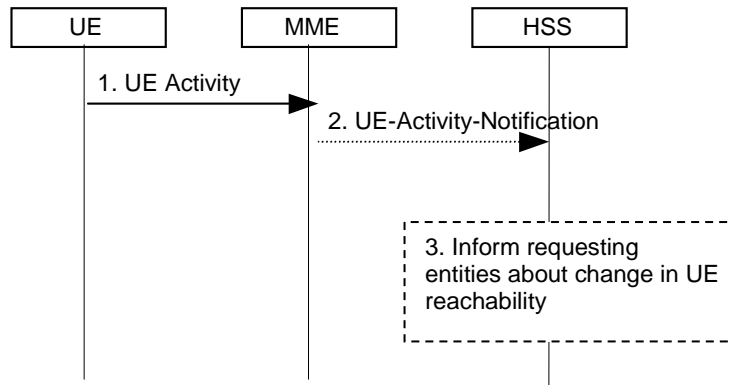 UE
MME
HSS
1. UE Activity
2. UE-Activity-Notification
3. Inform requesting
entities about change in UE
reachability